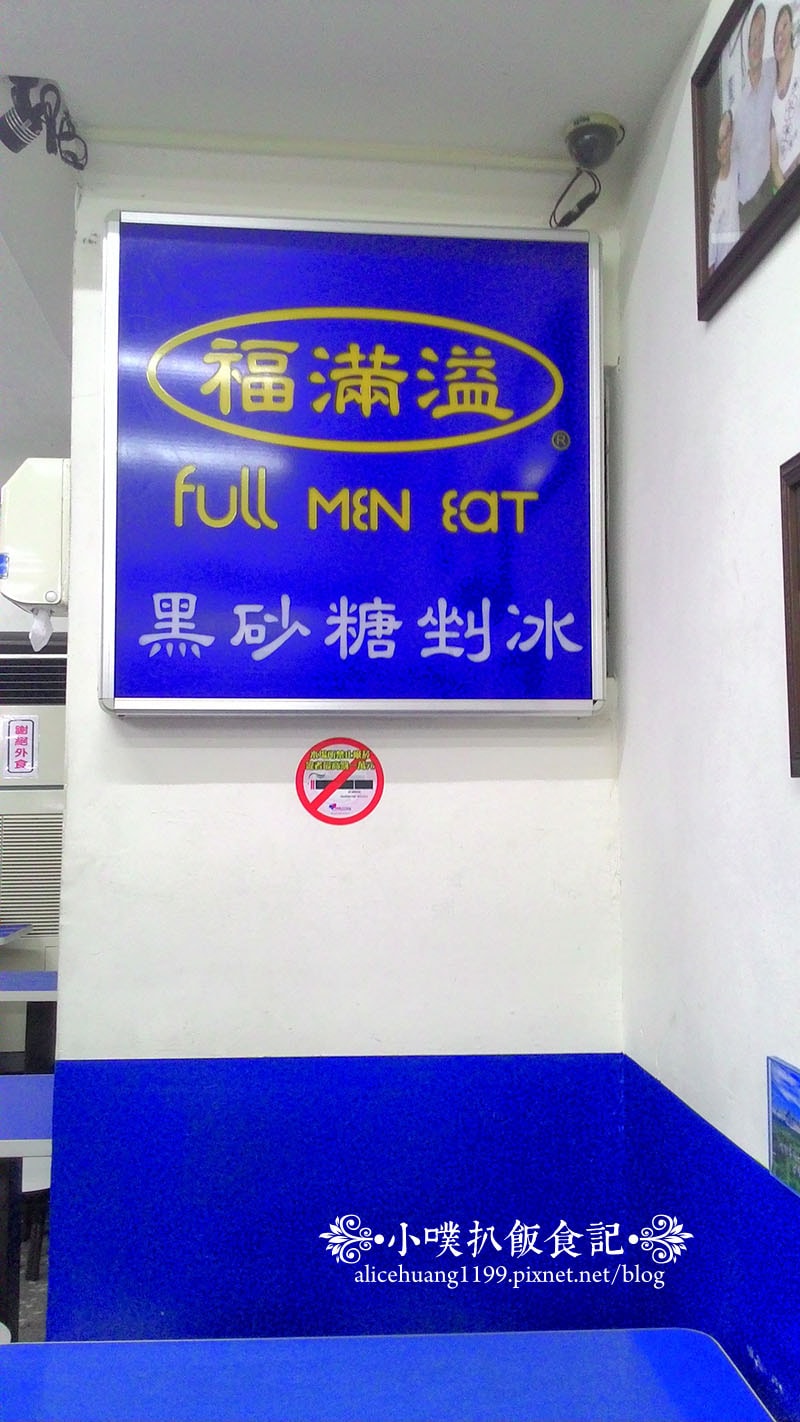 福滿溢
®
full MEN Eat
黑砂糖剉冰
謝絕外食
•小噗扒飯食記•
alicehuang1199.pixnet.net/blog